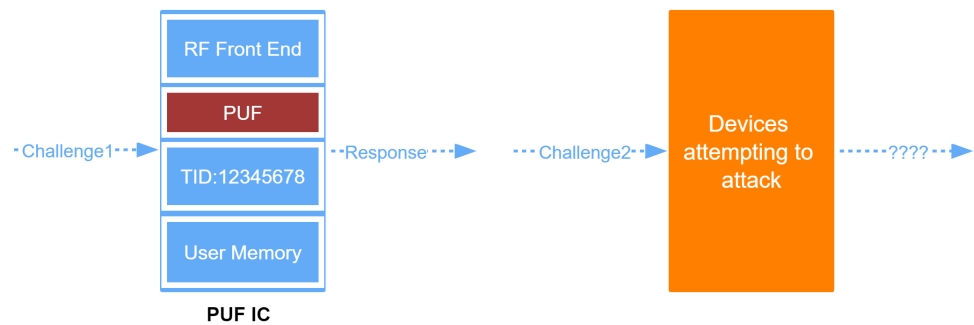 RF Front End
PUF
Challenge1
Response
TID:12345678
User Memory
PUF IC
Challenge2
Devices
attempting to
attack
????